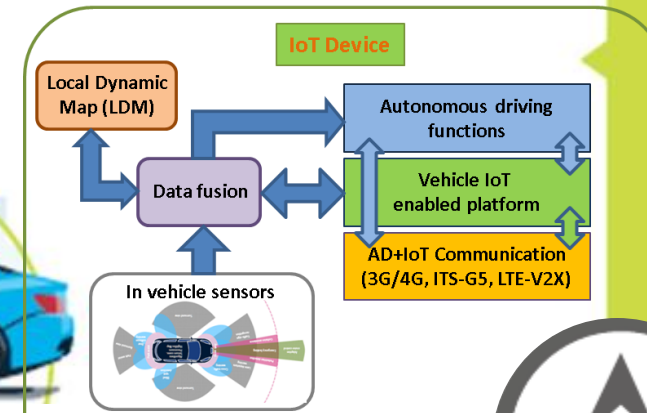 IoT Device
Local Dynamic
Map (LDM)
Autonomous driving
functions
Data fusion
Vehicle IoT
enabled platform
AD+IoT Communication
(3G/4G, ITS-G5, LTE-V2X)
In vehicle sensors